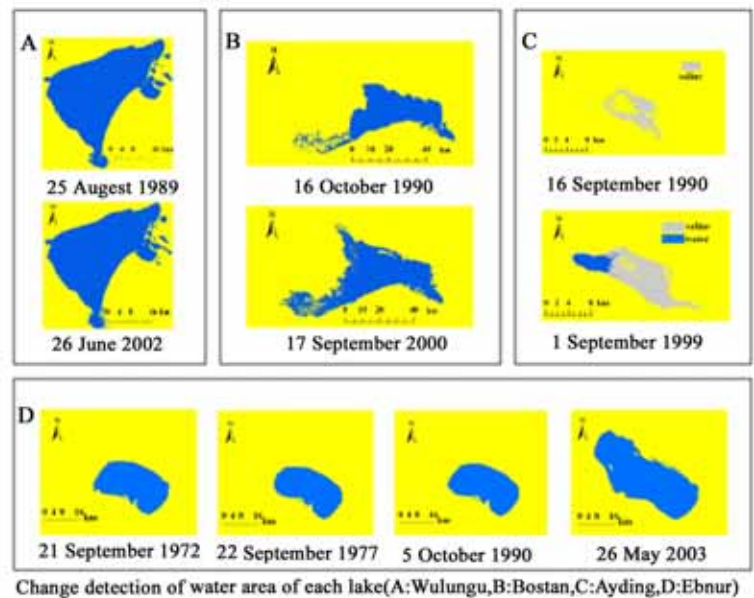 A
B
C
25 August 1989
16 October 1990
saline
16 September 1990
26 June 2002
17 September 2000
saline
water
1 September 1999
D
21 September 1972
22 September 1977
5 October 1990
26 May 2003
Change detection of water area of each lake(A:Wulungu,B:Bostan,C:Ayding,D:Ebnur)